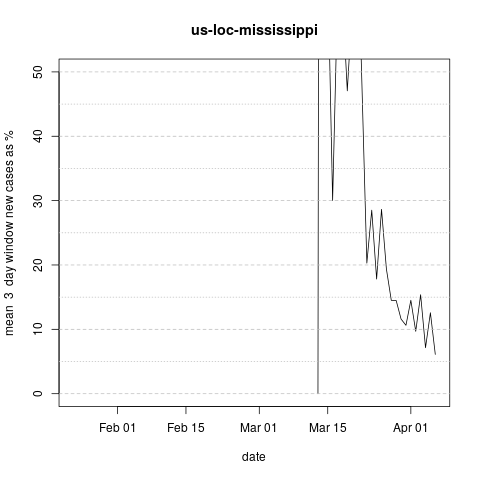 us-loc-mississippi
mean 3 day window new cases as %
50
40
30
20
10
0
Feb 01 Feb 15 Mar 01 Mar 15 Apr 01
date